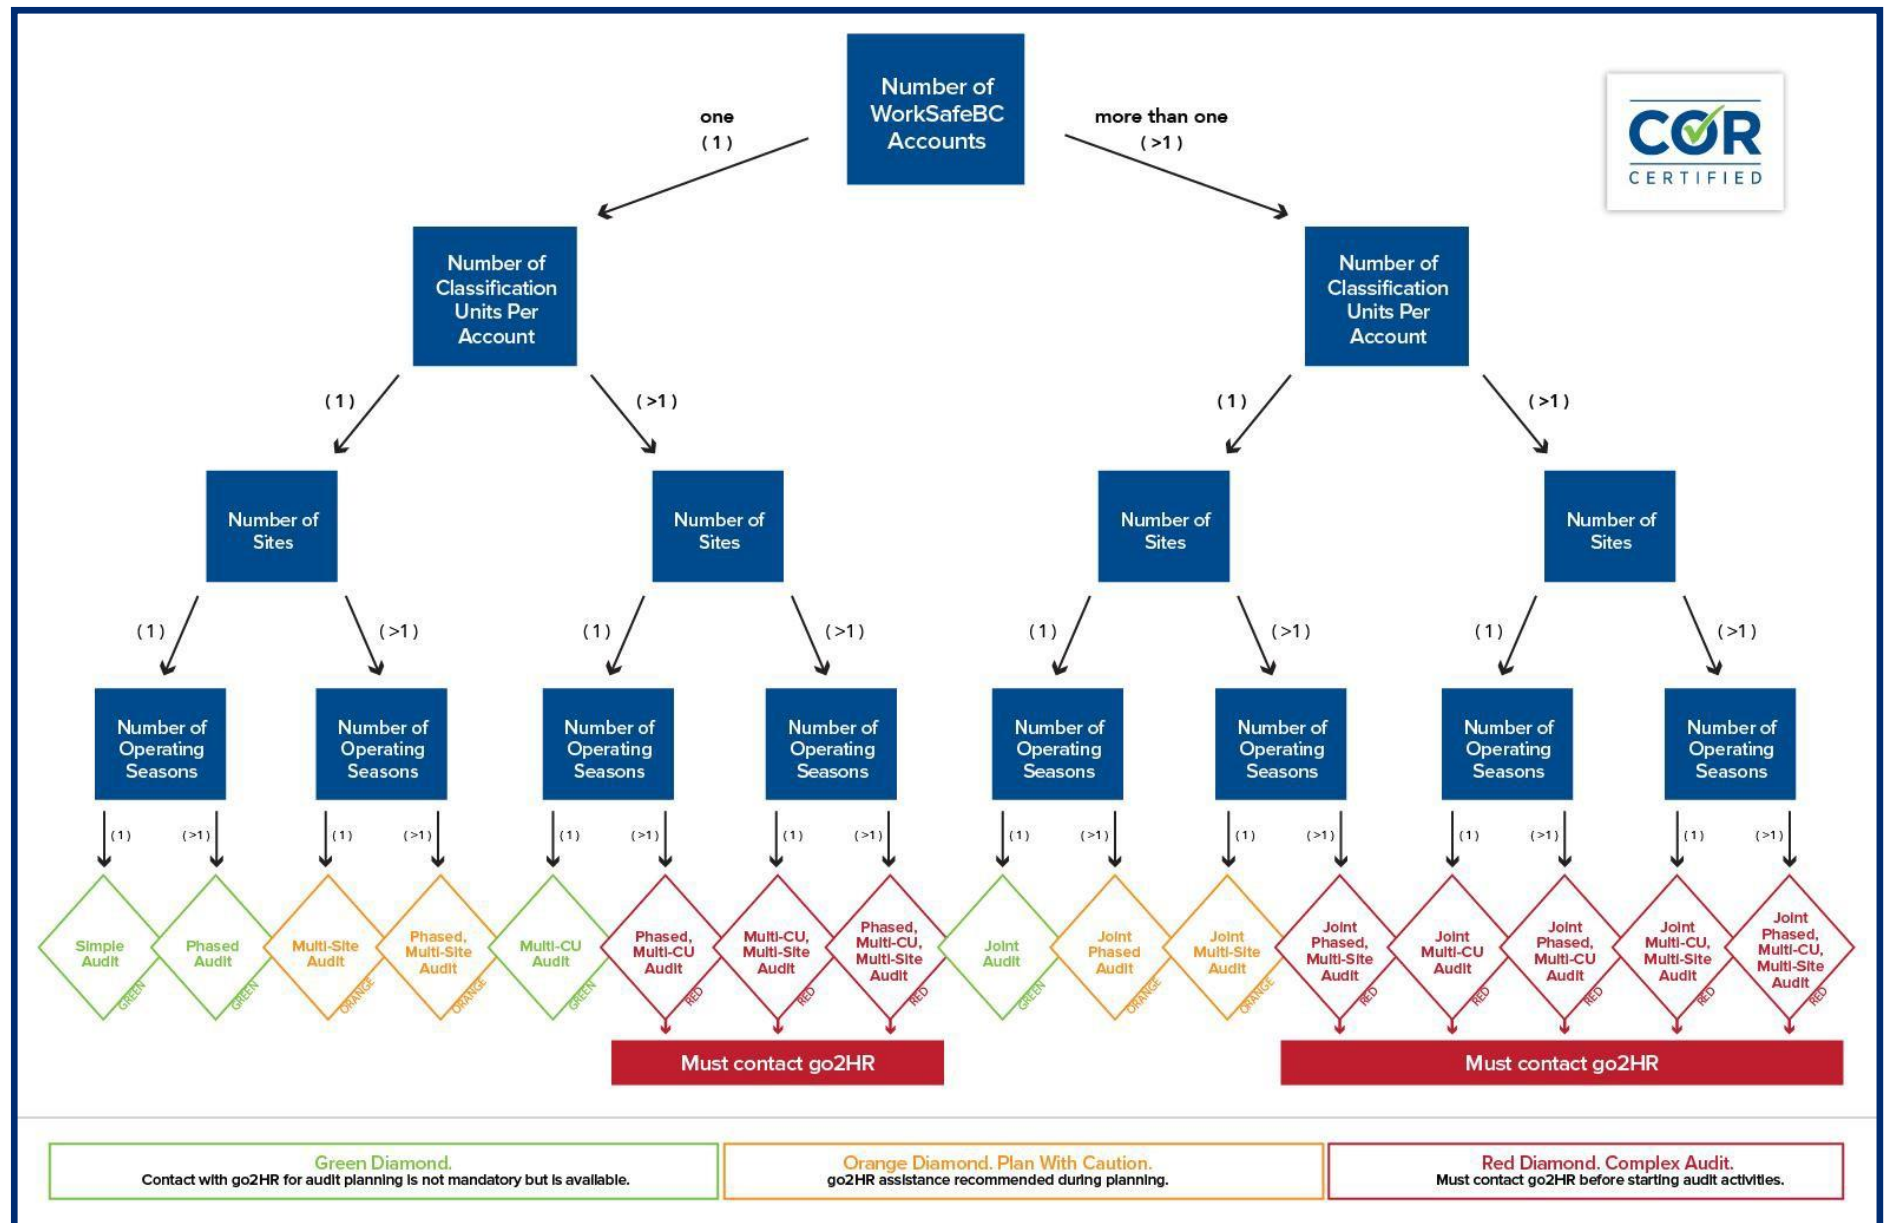 Number of
WorkSafeBC
Accounts
one
(1)
more than one
(>1)
COR
CERTIFIED
Number of
Classification
Units Per
Account
Number of
Classification
Units Per
Account
(1)
(>1)
(1)
(>1)
Number of
Sites
Number of
Sites
Number of
Sites
Number of
Sites
(1)
(>1)
(1)
(>1)
(1)
(>1)
(1)
(>1)
Number of
Operating
Seasons
Number of
Operating
Seasons
Number of
Operating
Seasons
Number of
Operating
Seasons
Number of
Operating
Seasons
Number of
Operating
Seasons
Number of
Operating
Seasons
Number of
Operating
Seasons
(1)
(>1)
(1)
(>1)
(1)
(>1)
(1)
(>1)
(1)
(>1)
(1)
(>1)
(1)
(>1)
(1)
(>1)
Simple
Audit
GREEN
Phased
Audit
GREEN
Multi-Site
Audit
ORANGE
Phased,
Multi-Site
Audit
ORANGE
Multi-CU
Audit
GREEN
Phased,
Multi-CU
Audit
RED
Multi-CU,
Multi-Site
Audit
RED
Phased,
Multi-CU,
Multi-Site
Audit
RED
Joint
Audit
GREEN
Joint
Phased
Audit
ORANGE
Joint
Multi-Site
Audit
ORANGE
Joint
Phased,
Multi-Site
Audit
RED
Joint
Multi-CU
Audit
RED
Joint
Phased,
Multi-CU
Audit
RED
Joint
Multi-CU,
Multi-Site
Audit
RED
Joint
Phased,
Multi-CU,
Multi-Site
Audit
RED
Must contact go2HR
Must contact go2HR
Green Diamond.
Contact with go2HR for audit planning is not mandatory but is available.
Orange Diamond. Plan With Caution.
go2HR assistance recommended during planning.
Red Diamond. Complex Audit.
Must contact go2HR before starting audit activities.